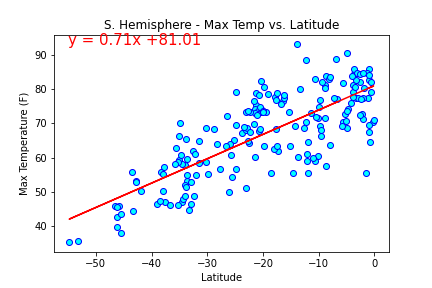 S. Hemisphere - Max Temp vs. Latitude
y = 0.71x +81.01
90
80
70
60
50
40
Max Temperature (F)
−50 −40 −30 −20 −10 0
Latitude